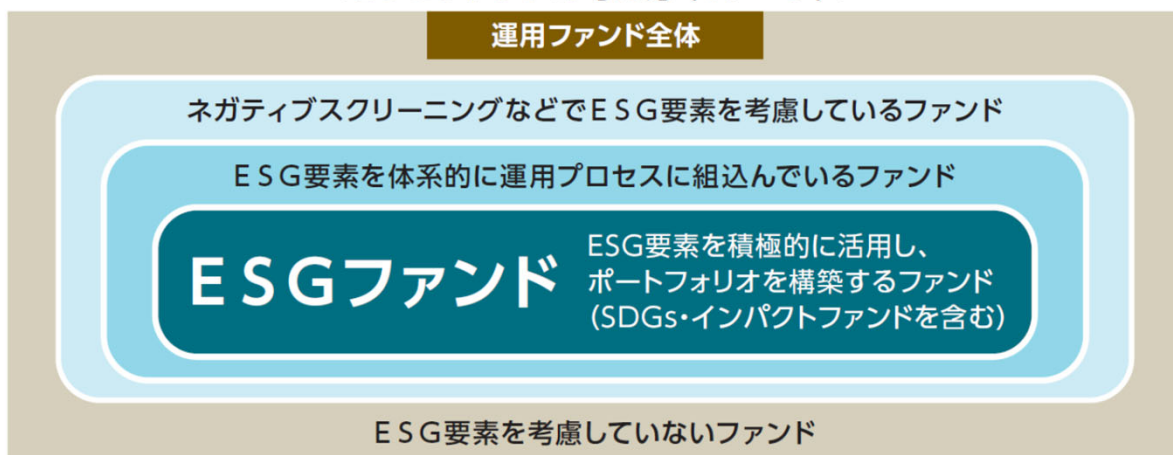 運用ファンド全体
ネガティブスクリーニングなどでESG要素を考慮しているファンド
ESG要素を体系的に運用プロセスに組込んでいるファンド
ESGファンド
ESG要素を積極的に活用し、
ポートフォリオを構築するファンド
(SDGs・インパクトファンドを含む)
ESG要素を考慮していないファンド